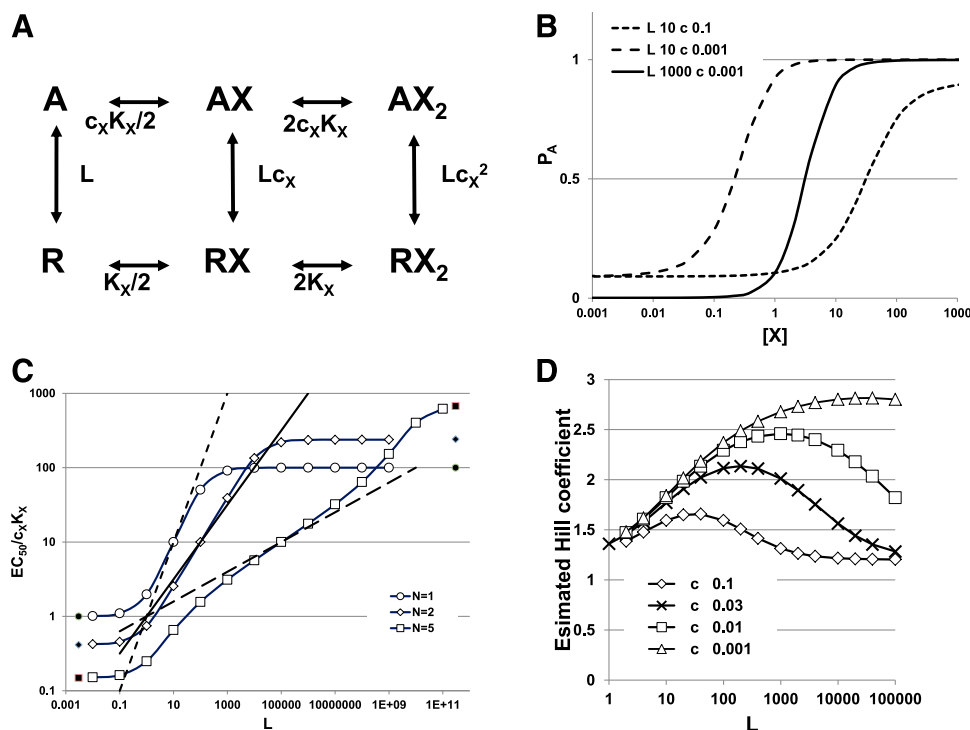 A
A AX AX₂
cₓKₓ/2 2cₓKₓ
L Lcₓ Lcₓ²
R RX RX₂
Kₓ/2 2Kₓ
B
L 10 c 0.1
L 10 c 0.001
L 1000 c 0.001
P_A
1
0.5
0
0.001 0.01 0.1 1 10 100 1000
[X]
C
EC₅₀/cₓKₓ
1000
100
10
1
0.1
N=1
N=2
N=5
0.001 0.1 10 1000 100000 10000000 1E+09 1E+11
L
D
Esimated Hill coefficient
3
2.5
2
1.5
1
0.5
0
c 0.1
c 0.03
c 0.01
c 0.001
1 10 100 1000 10000 100000
L